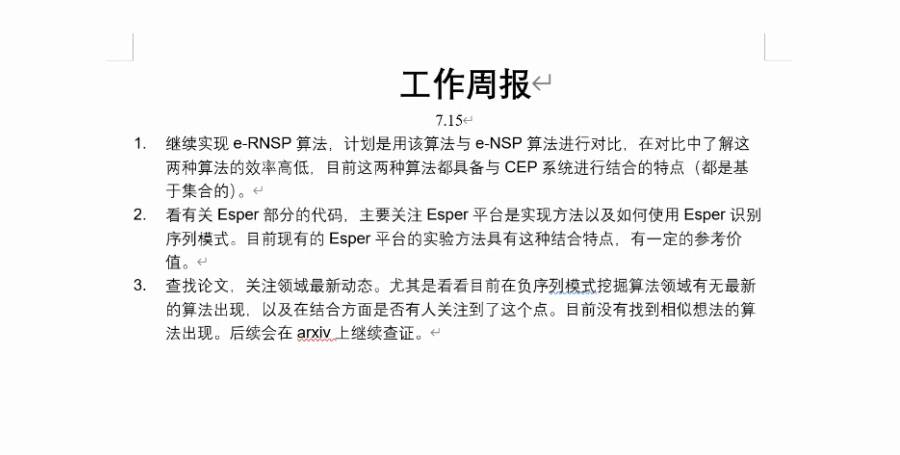 工作周报
7.15
1. 继续实现 e-RNSP 算法，计划是用该算法与 e-NSP 算法进行对比，在对比中了解这
两种算法的效率高低，目前这两种算法都具备与 CEP 系统进行结合的特点（都是基
于集合的）。
2. 看有关 Esper 部分的代码，主要关注 Esper 平台是实现方法以及如何使用 Esper 识别
序列模式。目前现有的 Esper 平台的实验方法具有这种结合特点，有一定的参考价
值。
3. 查找论文，关注领域最新动态。尤其是看看目前在负序列模式挖掘算法领域有无最新
的算法出现，以及在结合方面是否有人关注到了这个点。目前没有找到相似想法的算
法出现。后续会在 arxiv 上继续查证。